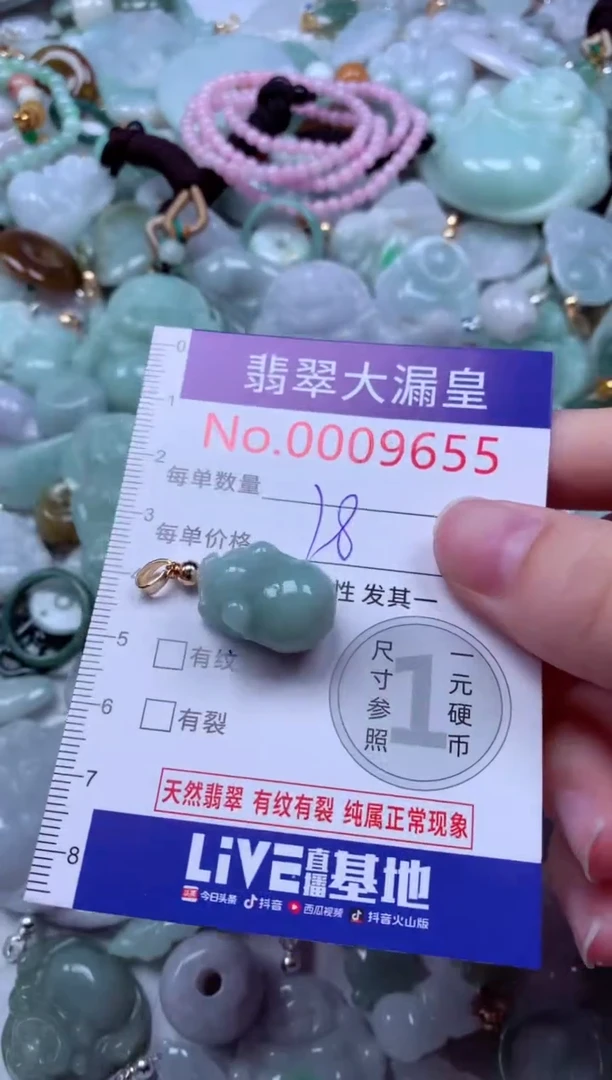 翡翠大漏皇
No.0009655
每单数量
18
每单价格
性发其一
有纹
有裂
尺寸参照
1
一元硬币
天然翡翠 有纹有裂 纯属正常现象
LiVE直播基地
今日头条 抖音 西瓜视频 抖音火山版
0
1
2
3
5
6
7
8